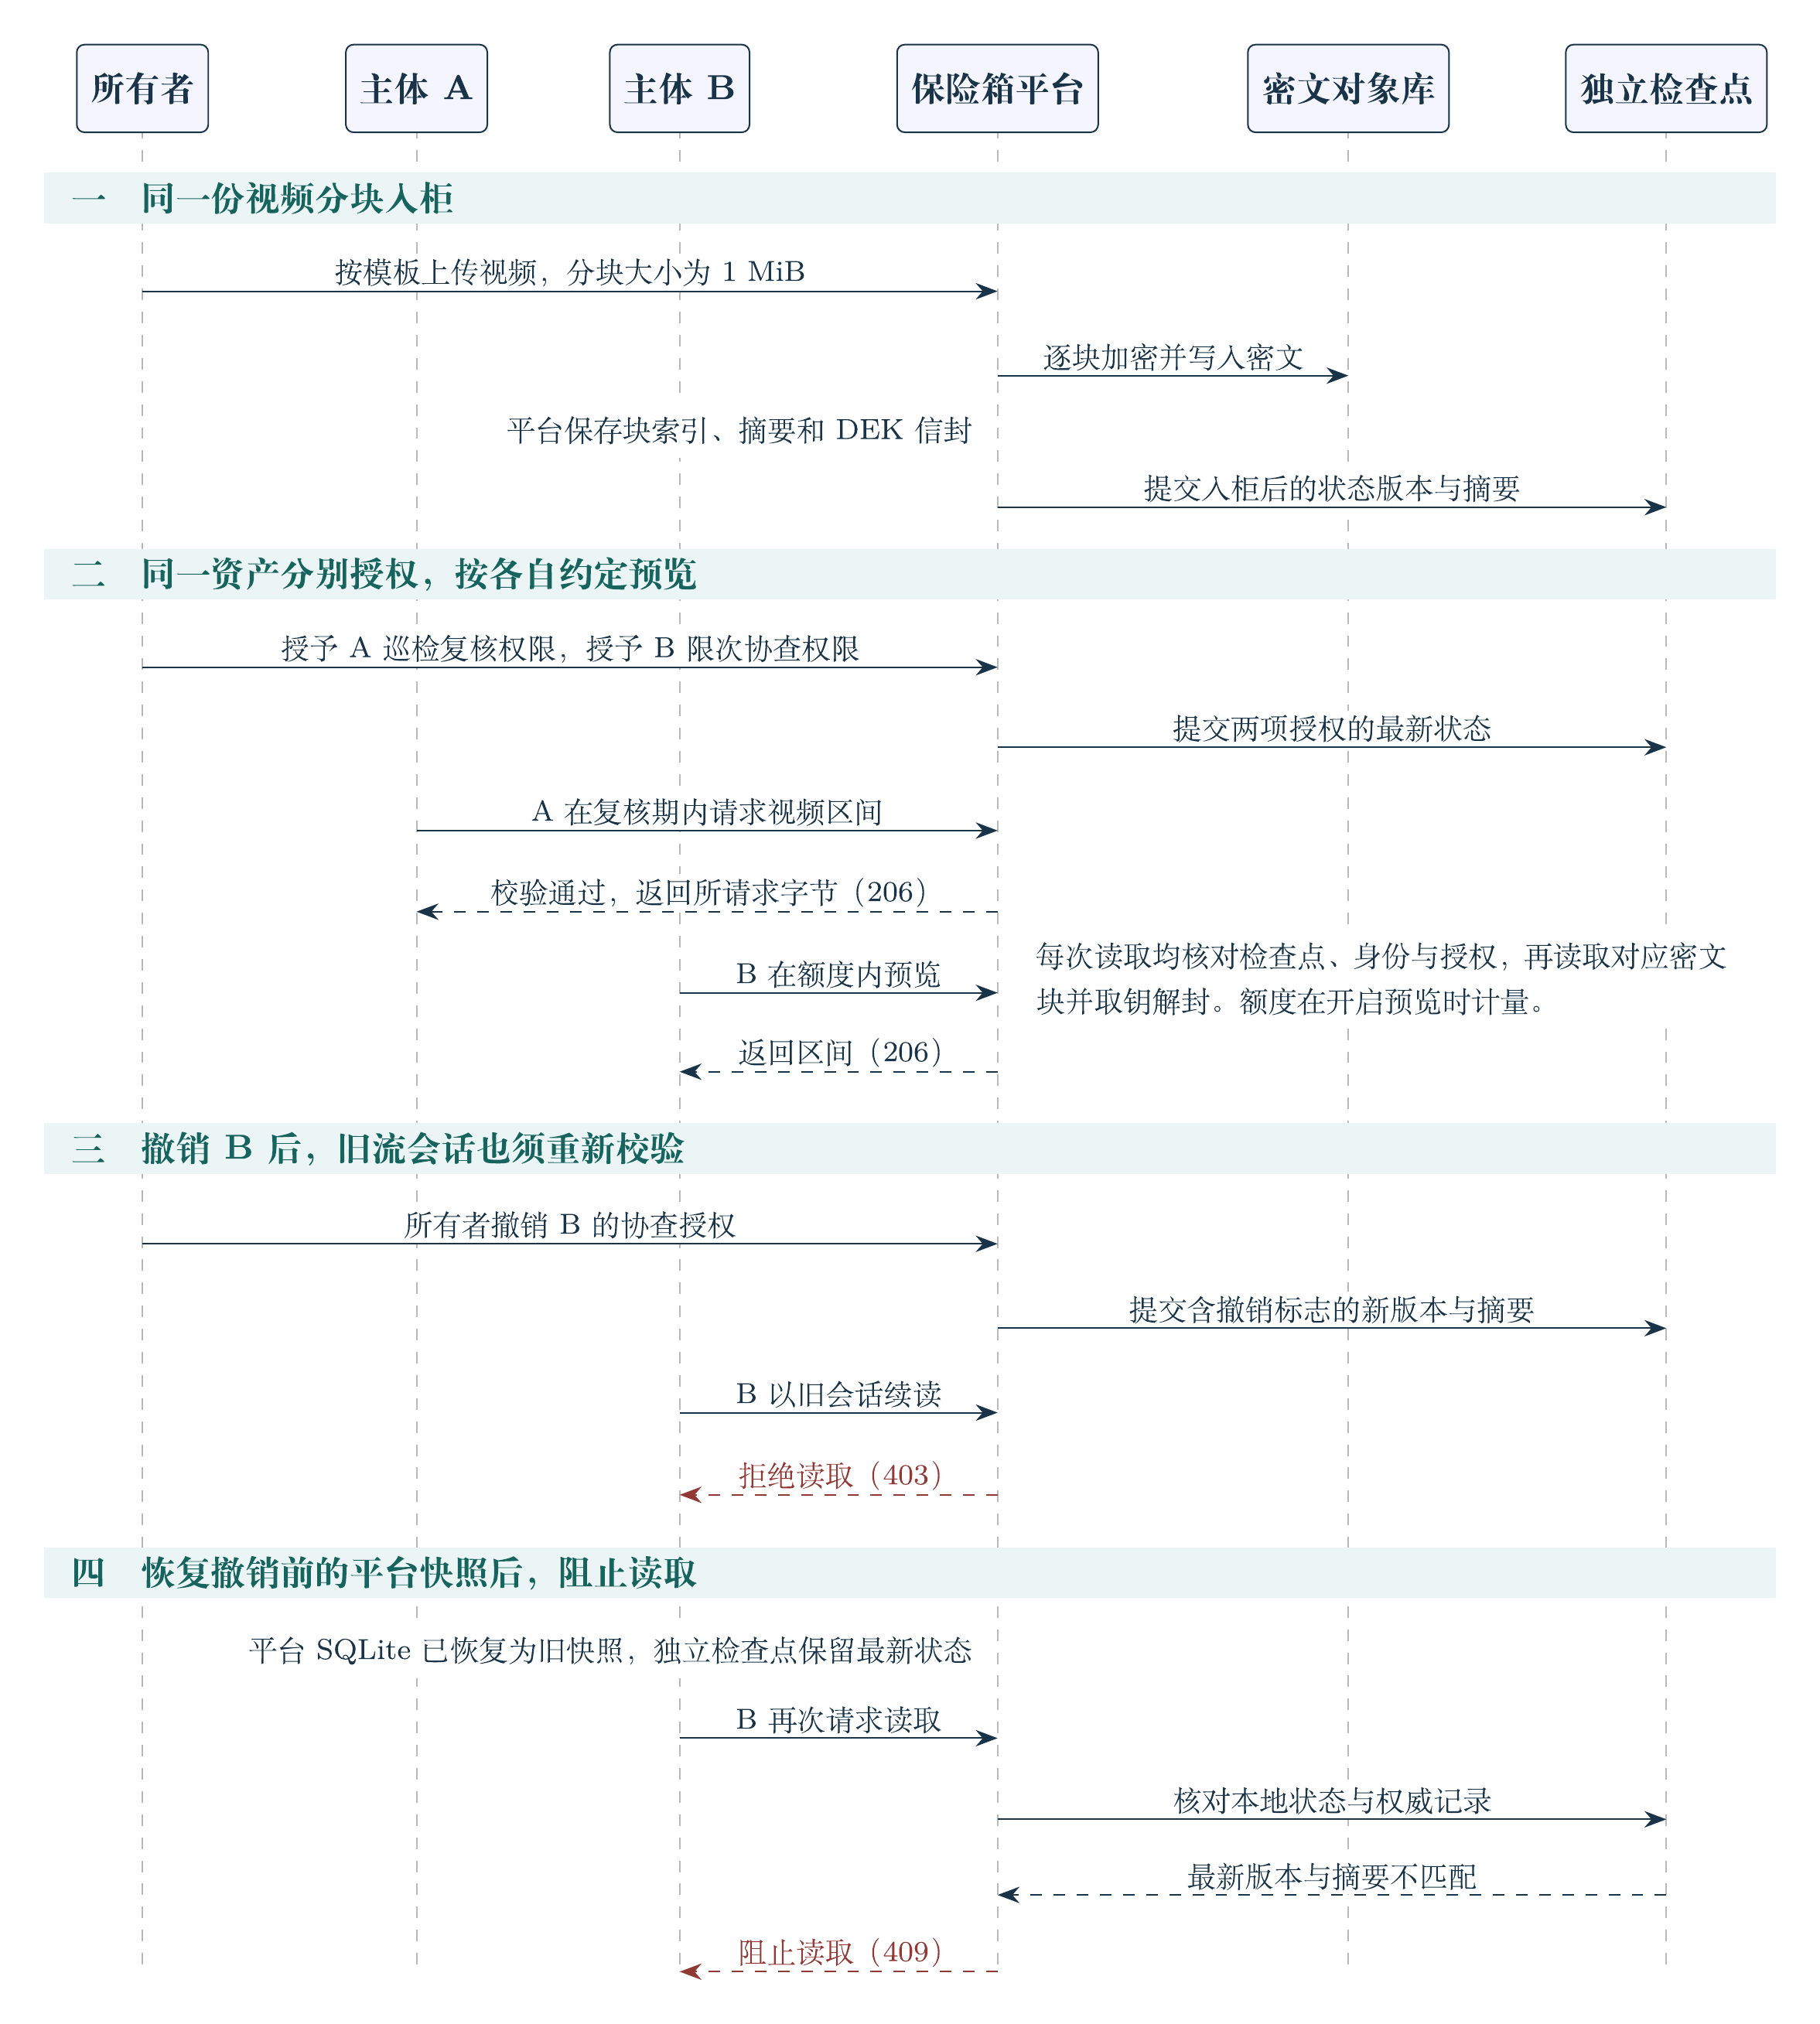 所有者
主体 A
主体 B
保险箱平台
密文对象库
独立检查点
一 同一份视频分块入柜
按模板上传视频，分块大小为 1 MiB
逐块加密并写入密文
平台保存块索引、摘要和 DEK 信封
提交入柜后的状态版本与摘要
二 同一资产分别授权，按各自约定预览
授予 A 巡检复核权限，授予 B 限次协查权限
提交两项授权的最新状态
A 在复核期内请求视频区间
校验通过，返回所请求字节（206）
每次读取均核对检查点、身份与授权，再读取对应密文
块并取钥解封。额度在开启预览时计量。
B 在额度内预览
返回区间（206）
三 撤销 B 后，旧流会话也须重新校验
所有者撤销 B 的协查授权
提交含撤销标志的新版本与摘要
B 以旧会话续读
拒绝读取（403）
四 恢复撤销前的平台快照后，阻止读取
平台 SQLite 已恢复为旧快照，独立检查点保留最新状态
B 再次请求读取
核对本地状态与权威记录
最新版本与摘要不匹配
阻止读取（409）